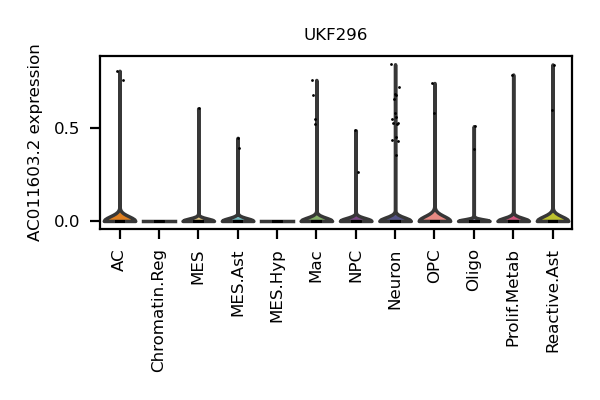 UKF296
AC011603.2 expression
0.5
0.0
AC
Chromatin.Reg
MES
MES.Ast
MES.Hyp
Mac
NPC
Neuron
OPC
Oligo
Prolif.Metab
Reactive.Ast